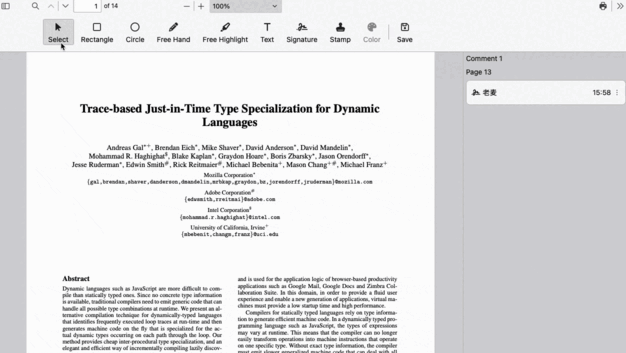 1 of 14
100%
Select Rectangle Circle Free Hand Free Highlight Text Signature Stamp Color Save
Comment 1
Page 13
老麦 15:58
Trace-based Just-in-Time Type Specialization for Dynamic
Languages
Andreas Gal*+, Brendan Eich*, Mike Shaver*, David Anderson*, David Mandelin*,
Mohammad R. Haghighat$, Blake Kaplan*, Graydon Hoare*, Boris Zbarsky*, Jason Orendorff*,
Jesse Ruderman*, Edwin Smith#, Rick Reitmaier#, Michael Bebenita+, Mason Chang+#, Michael Franz+
Mozilla Corporation*
{gal,brendan,shaver,danderson,dmandelin,mrbkap,graydon,bz,jorendorff,jruderman}@mozilla.com
Adobe Corporation#
{edwsmith,rreitmai}@adobe.com
Intel Corporation$
{mohammad.r.haghighat}@intel.com
University of California, Irvine+
{mbebenit,changm,franz}@uci.edu
Abstract
Dynamic languages such as JavaScript are more difficult to com-
pile than statically typed ones. Since no concrete type information
is available, traditional compilers need to emit generic code that can
handle all possible type combinations at runtime. We present an al-
ternative compilation technique for dynamically-typed languages
that identifies frequently executed loop traces at run-time and then
generates machine code on the fly that is specialized for the ac-
tual dynamic types occurring on each path through the loop. Our
method provides cheap inter-procedural type specialization, and an
elegant and efficient way of incrementally compiling lazily discov-
and is used for the application logic of browser-based productivity
applications such as Google Mail, Google Docs and Zimbra Col-
laboration Suite. In this domain, in order to provide a fluid user
experience and enable a new generation of applications, virtual ma-
chines must provide a low startup time and high performance.
Compilers for statically typed languages rely on type informa-
tion to generate efficient machine code. In a dynamically typed pro-
gramming language such as JavaScript, the types of expressions
may vary at runtime. This means that the compiler can no longer
easily transform operations into machine instructions that operate
on one specific type. Without exact type information, the compiler
must emit slower generalized machine code that can deal with all